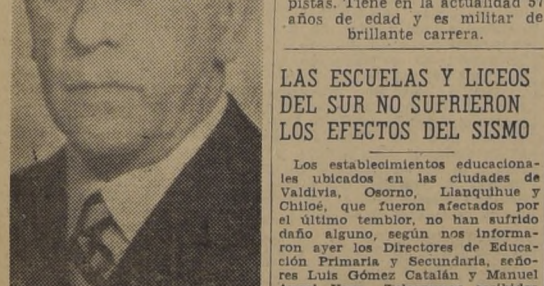 pistas. Tiene en la actualidad 57
años de edad y es militar de
brillante carrera.
LAS ESCUELAS Y LICEOS
DEL SUR NO SUFRIERON
LOS EFECTOS DEL SISMO
Los establecimientos educaciona-
les ubicados en las ciudades de
Valdivia, Osorno, Llanquihue y
Chiloé, que fueron afectados por
el último temblor, no han sufrido
daño alguno, según nos informa-
ron ayer los Directores de Educa-
ción Primaria y Secundaria, seño-
res Luis Gómez Catalán y Manuel